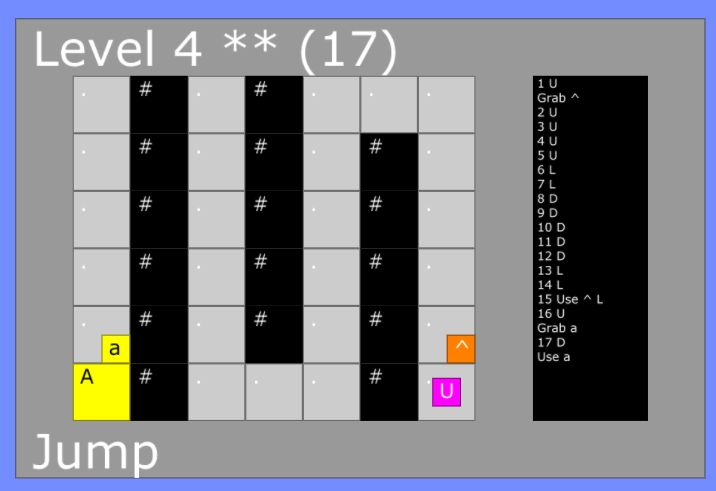 Level 4 ** (17)
. # . # . . .
. # . # . # .
. # . # . # .
. # . # . # .
. a # . # . # . ^
A # . . . # . U
Jump
1 U
Grab ^
2 U
3 U
4 U
5 U
6 L
7 L
8 D
9 D
10 D
11 D
12 D
13 L
14 L
15 Use ^ L
16 U
Grab a
17 D
Use a